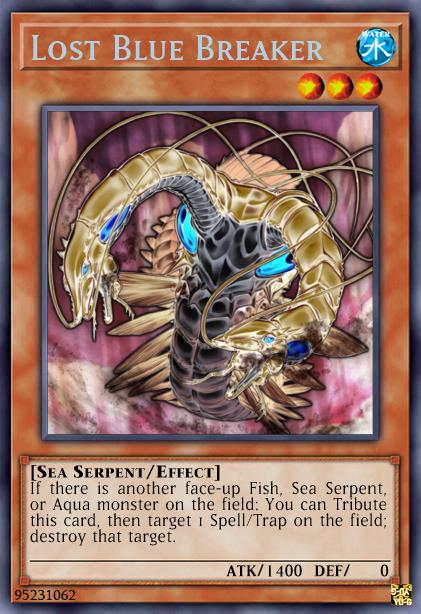 Lost Blue Breaker
WATER
水
[Sea Serpent/Effect]
If there is another face-up Fish, Sea Serpent,
or Aqua monster on the field: You can Tribute
this card, then target 1 Spell/Trap on the field;
destroy that target.
ATK/1400 DEF/ 0
95231062